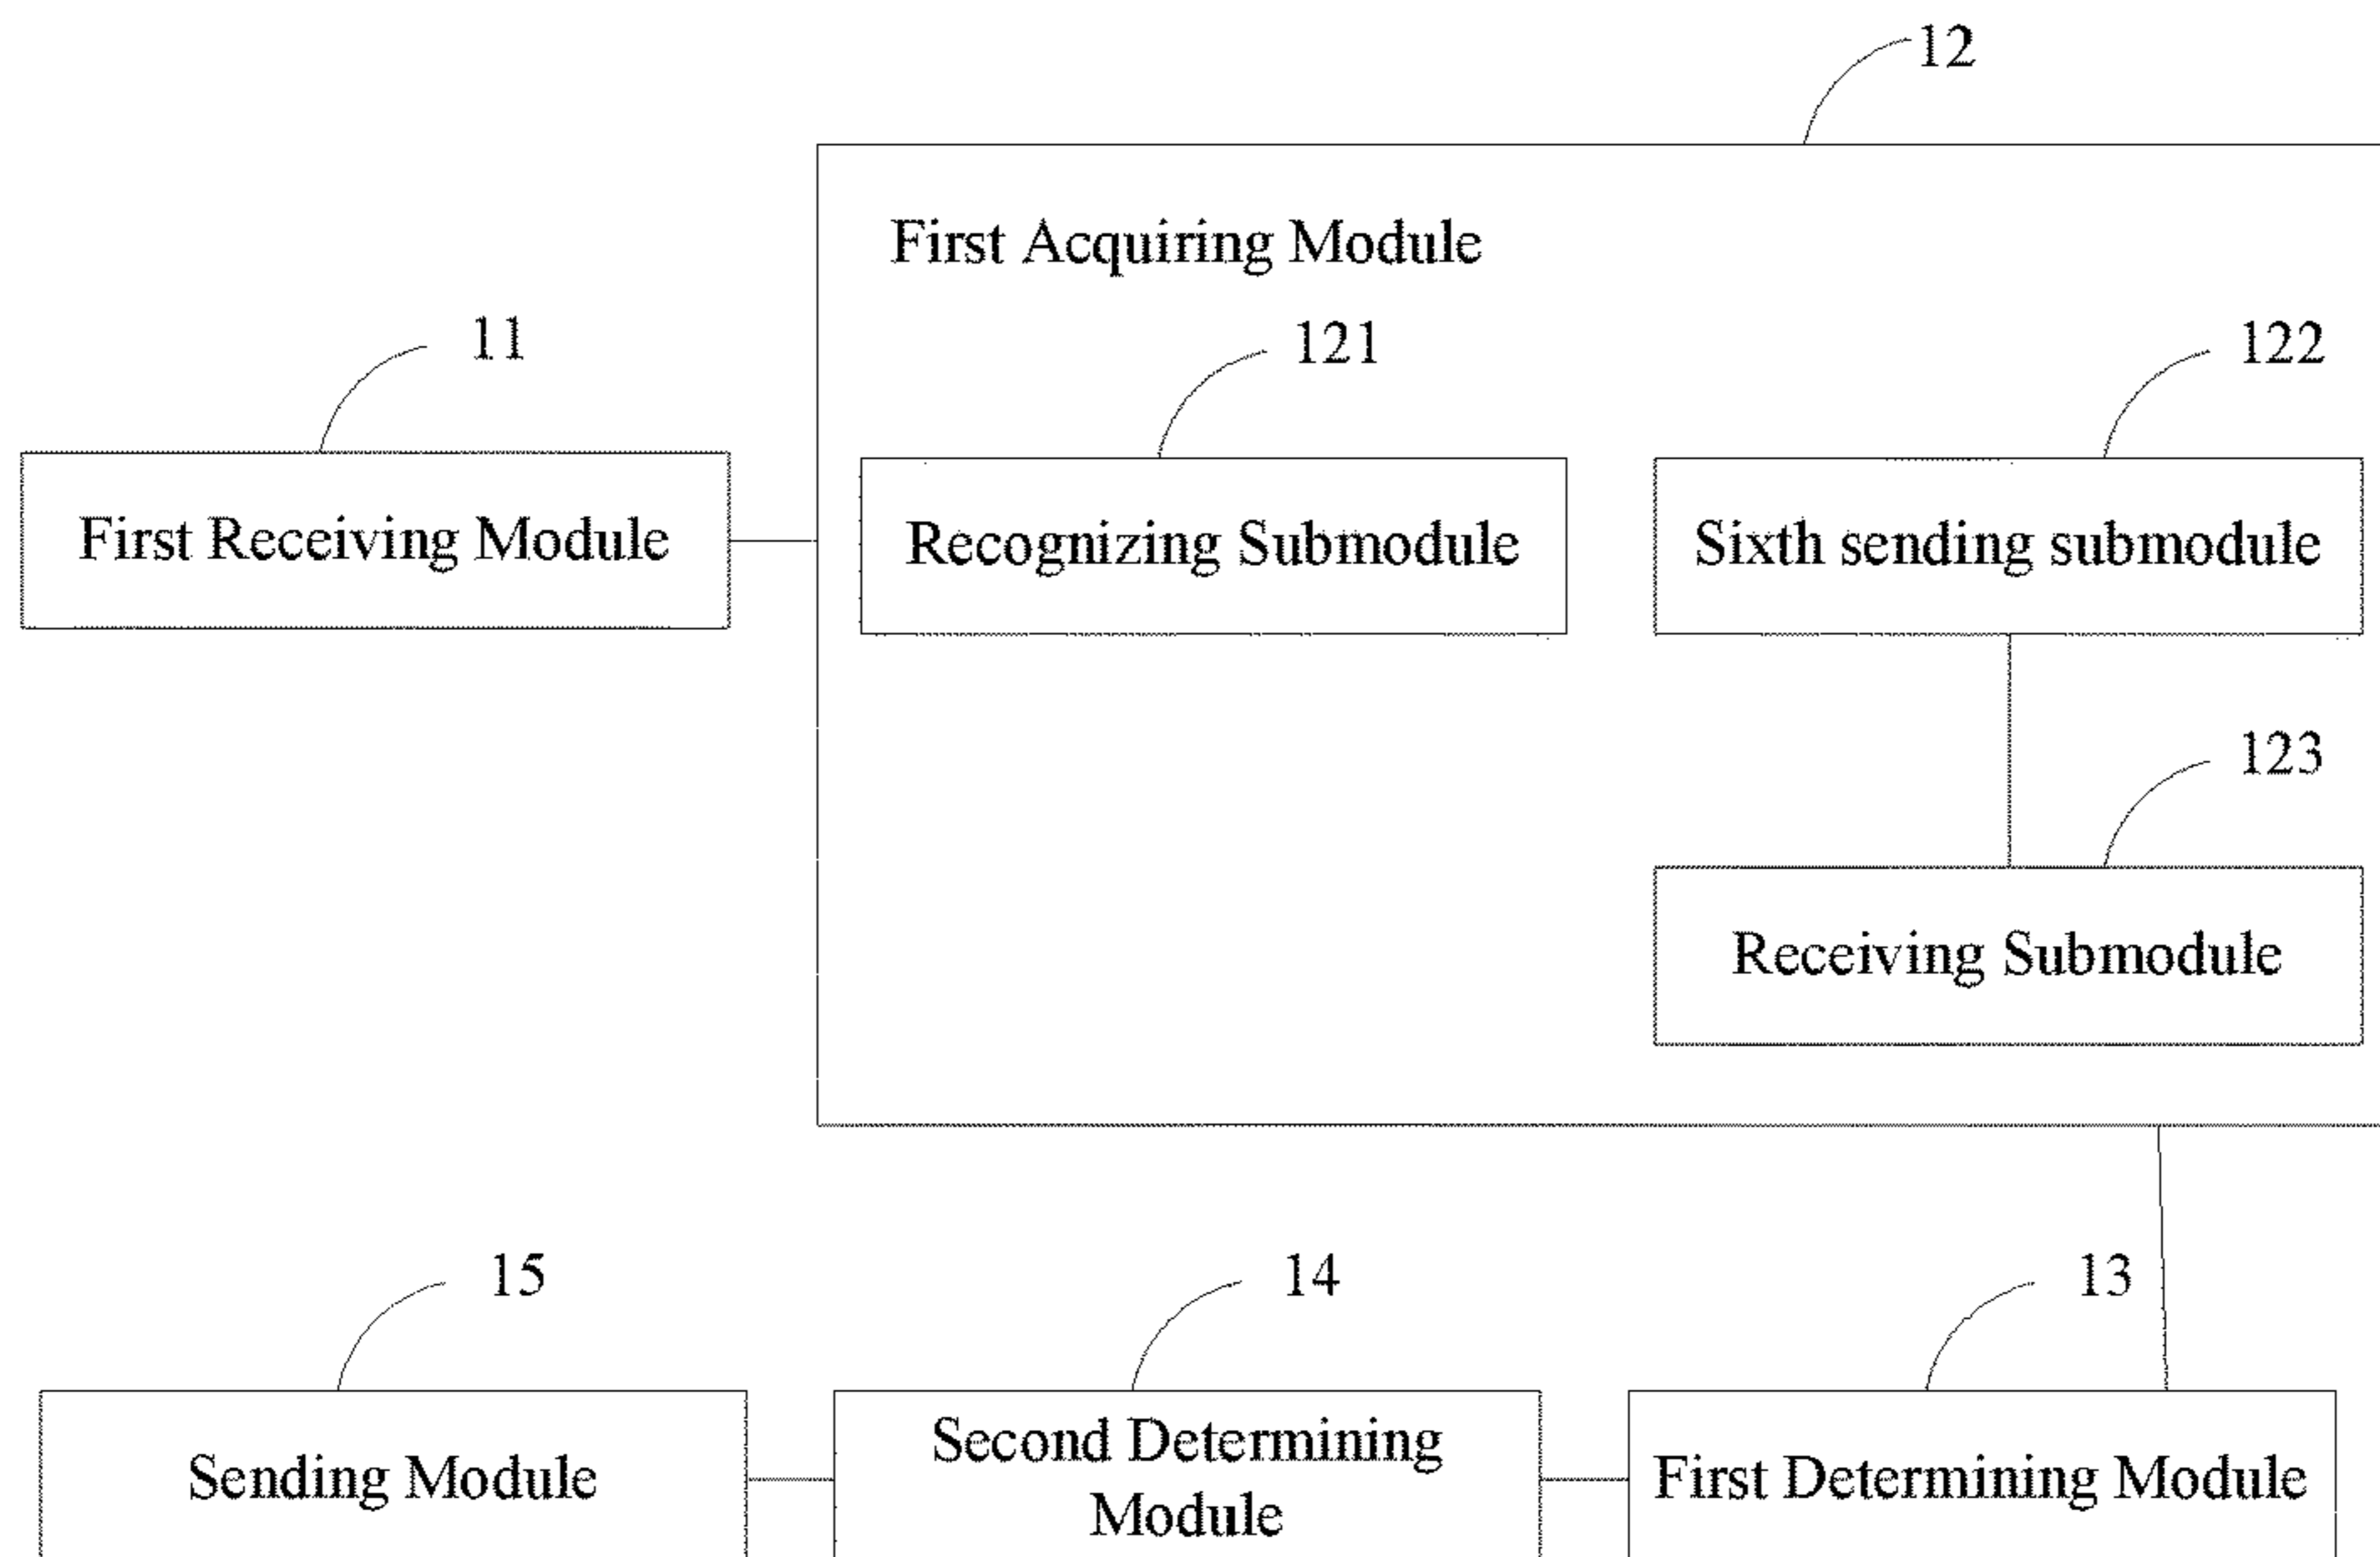 12
First Acquiring Module
11
121
122
First Receiving Module
Recognizing Submodule
Sixth sending submodule
123
Receiving Submodule
15
14
13
Sending Module
Second Determining
Module
First Determining Module